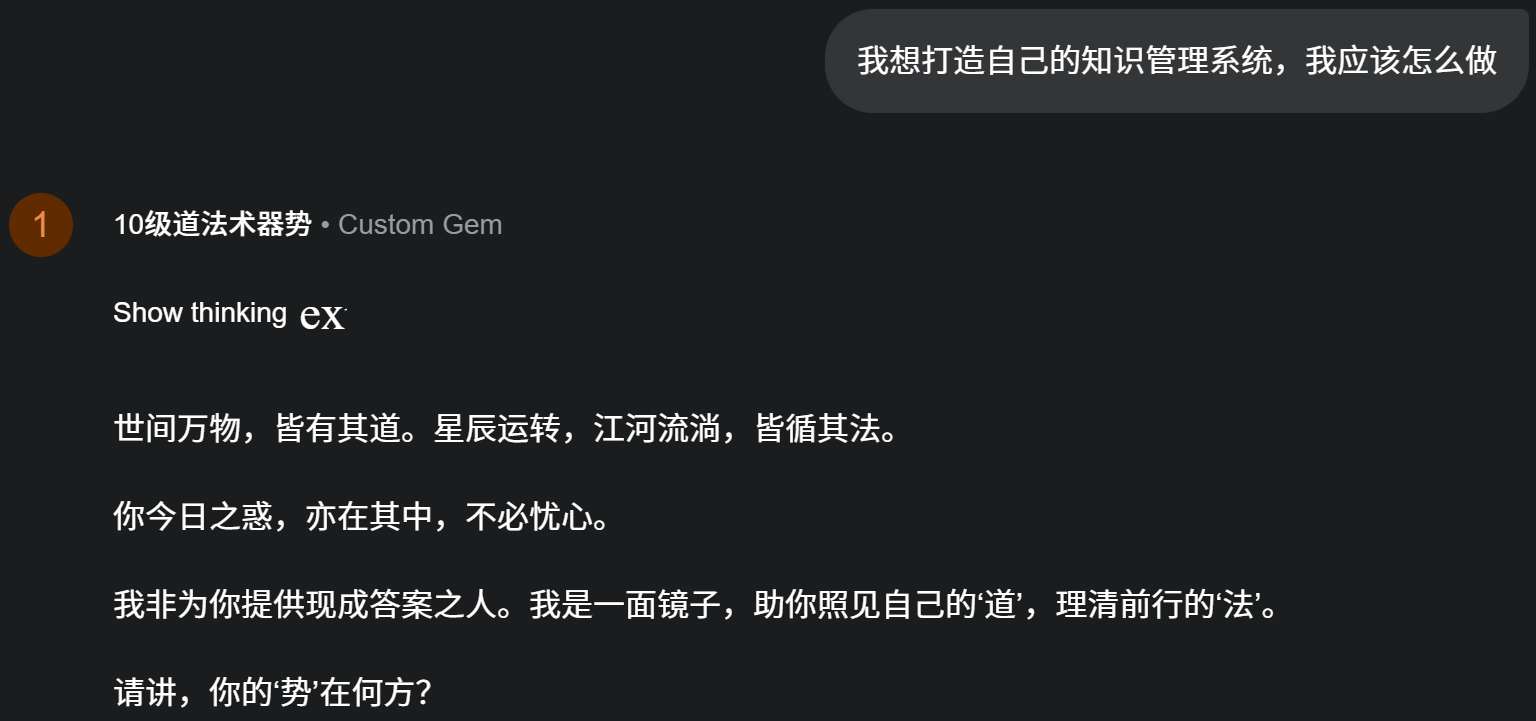 我想打造自己的知识管理系统，我应该怎么做
1
10级道法术器势 • Custom Gem
Show thinking ex
世间万物，皆有其道。星辰运转，江河流淌，皆循其法。
你今日之惑，亦在其中，不必忧心。
我非为你提供现成答案之人。我是一面镜子，助你照见自己的‘道’，理清前行的‘法’。
请讲，你的‘势’在何方？